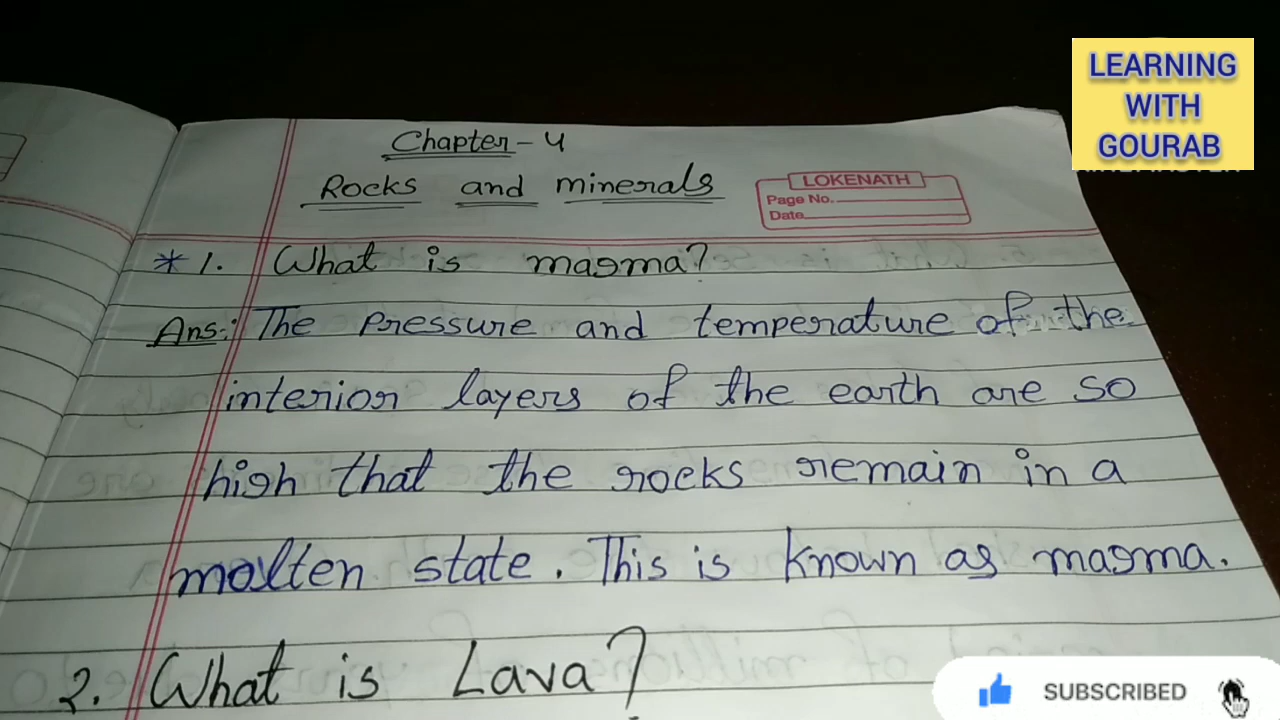 LEARNING
WITH
GOURAB
Chapter - 4
Rocks and minerals
LOKENATH
Page No.
Date
* 1. What is magma?
Ans: The pressure and temperature of the
interior layers of the earth are so
high that the rocks remain in a
molten state. This is known as magma.
2. What is Lava?
SUBSCRIBED